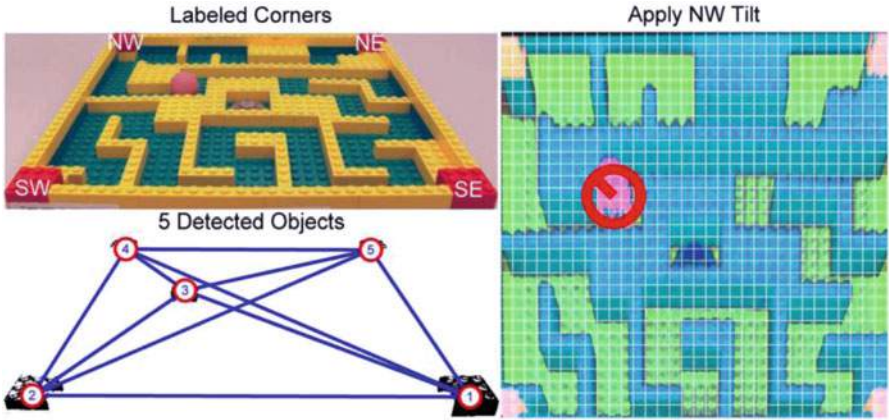 Labeled Corners
NW
NE
SW
SE
5 Detected Objects
4
5
3
2
1
Apply NW Tilt